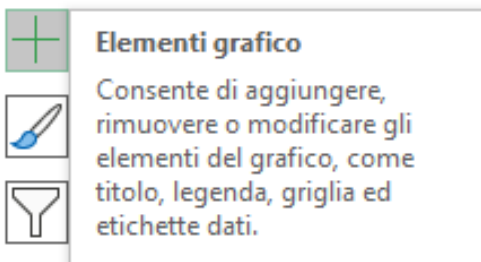 Elementi grafico
Consente di aggiungere,
rimuovere o modificare gli
elementi del grafico, come
titolo, legenda, griglia ed
etichette dati.